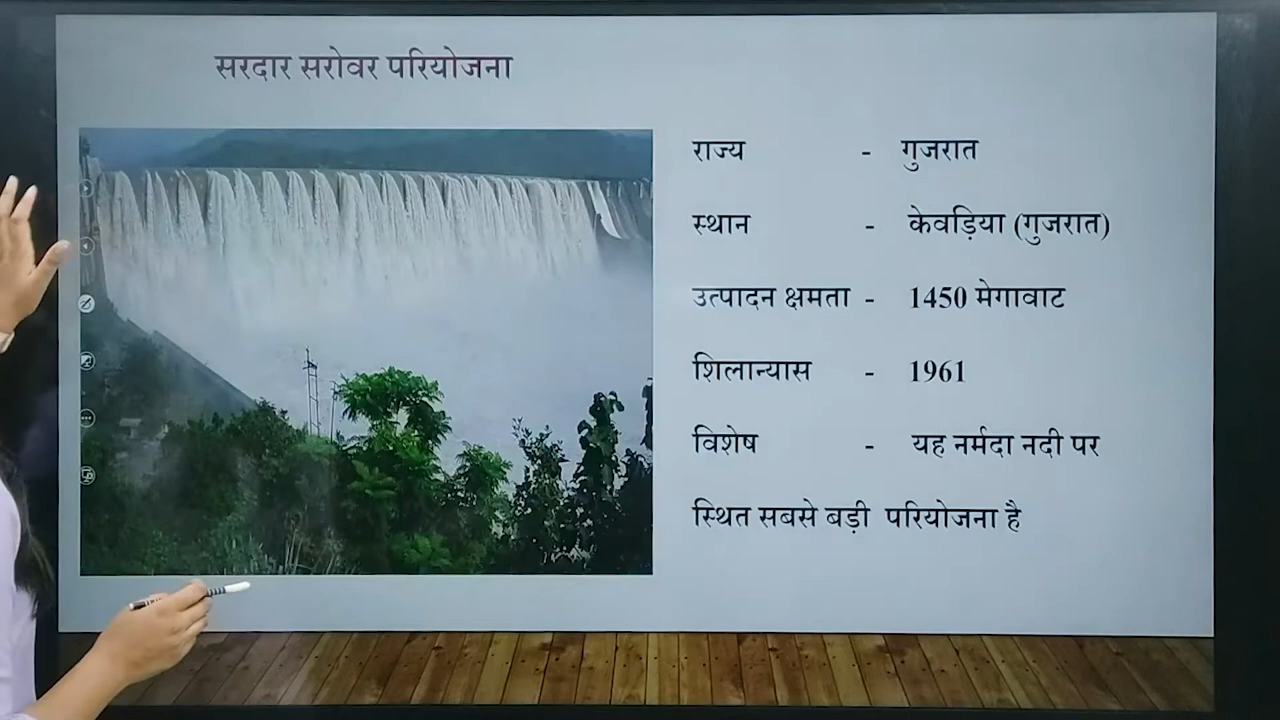 सरदार सरोवर परियोजना
राज्य - गुजरात
स्थान - केवड़िया (गुजरात)
उत्पादन क्षमता - 1450 मेगावाट
शिलान्यास - 1961
विशेष - यह नर्मदा नदी पर
स्थित सबसे बड़ी परियोजना है